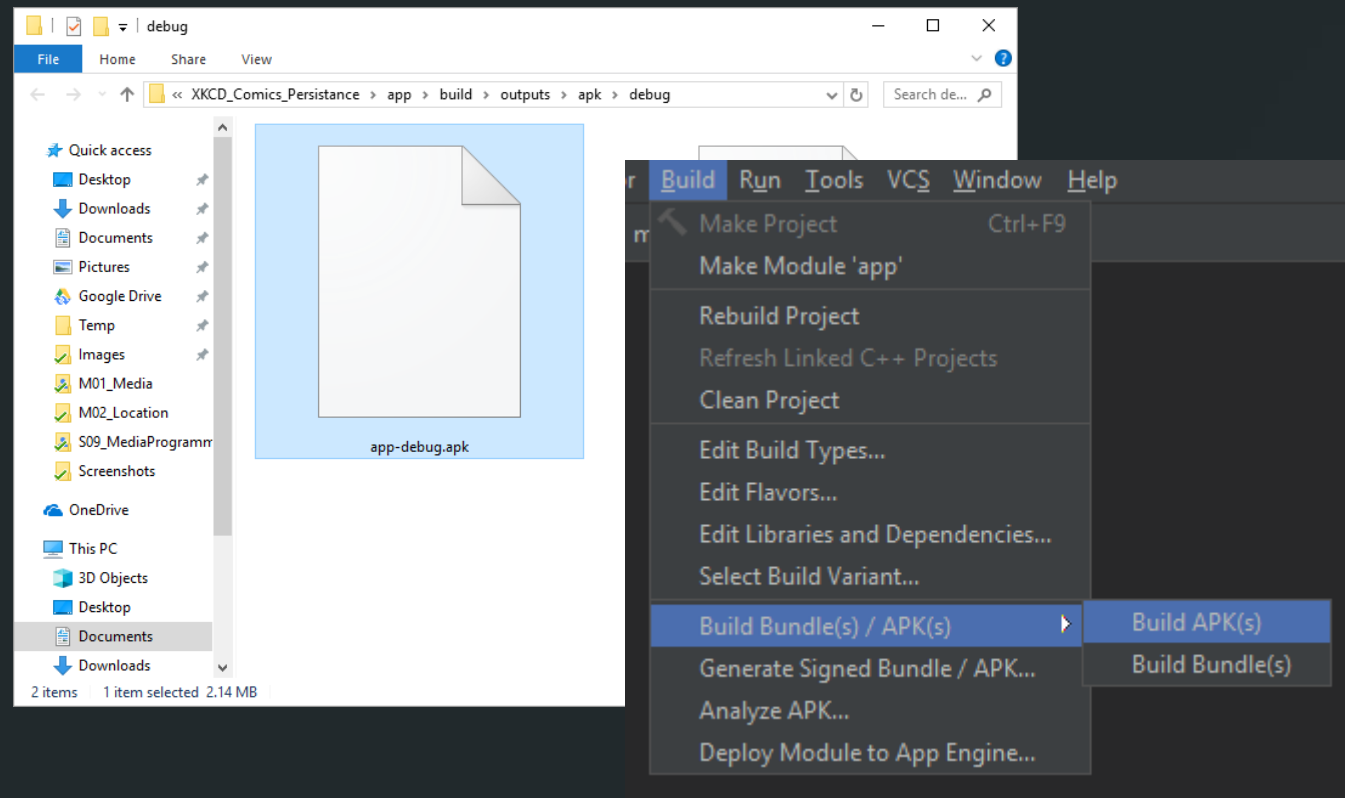 debug
File Home Share View
« XKCD_Comics_Persistance > app > build > outputs > apk > debug
Search de...
Quick access
Desktop
Downloads
Documents
Pictures
Google Drive
Temp
Images
M01_Media
M02_Location
S09_MediaProgramm
Screenshots
OneDrive
This PC
3D Objects
Desktop
Documents
Downloads
app-debug.apk
2 items 1 item selected 2.14 MB
Build Run Tools VCS Window Help
Make Project Ctrl+F9
Make Module 'app'
Rebuild Project
Refresh Linked C++ Projects
Clean Project
Edit Build Types...
Edit Flavors...
Edit Libraries and Dependencies...
Select Build Variant...
Build Bundle(s) / APK(s)
Generate Signed Bundle / APK...
Analyze APK...
Deploy Module to App Engine...
Build APK(s)
Build Bundle(s)